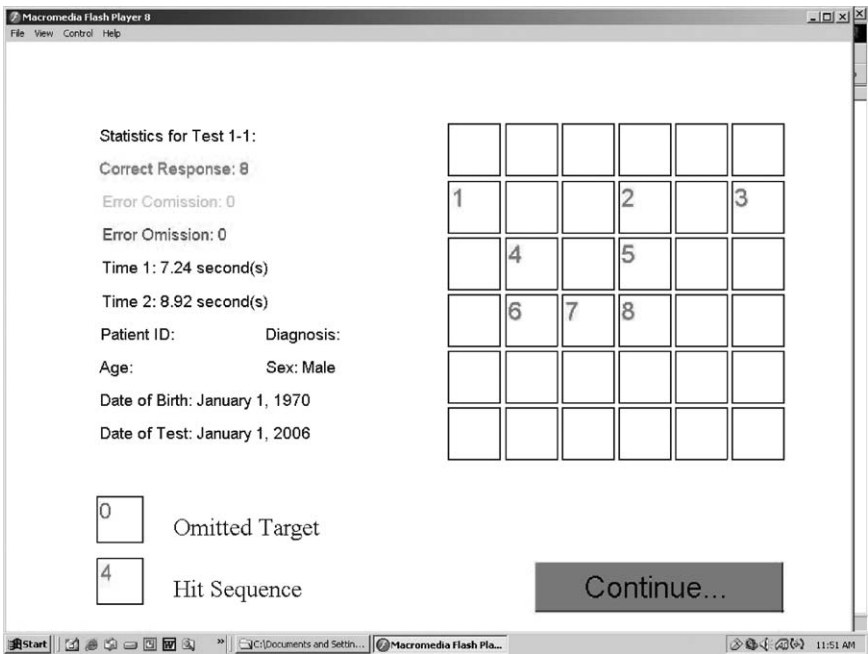 Macromedia Flash Player 8
File View Control Help
Statistics for Test 1-1:
Correct Response: 8
Error Comission: 0
Error Omission: 0
Time 1: 7.24 second(s)
Time 2: 8.92 second(s)
Patient ID: Diagnosis:
Age: Sex: Male
Date of Birth: January 1, 1970
Date of Test: January 1, 2006
1 2 3
4 5
6 7 8
0 Omitted Target
4 Hit Sequence
Continue...
Start » C:\Documents and Settin... Macromedia Flash Pla... 11:51 AM